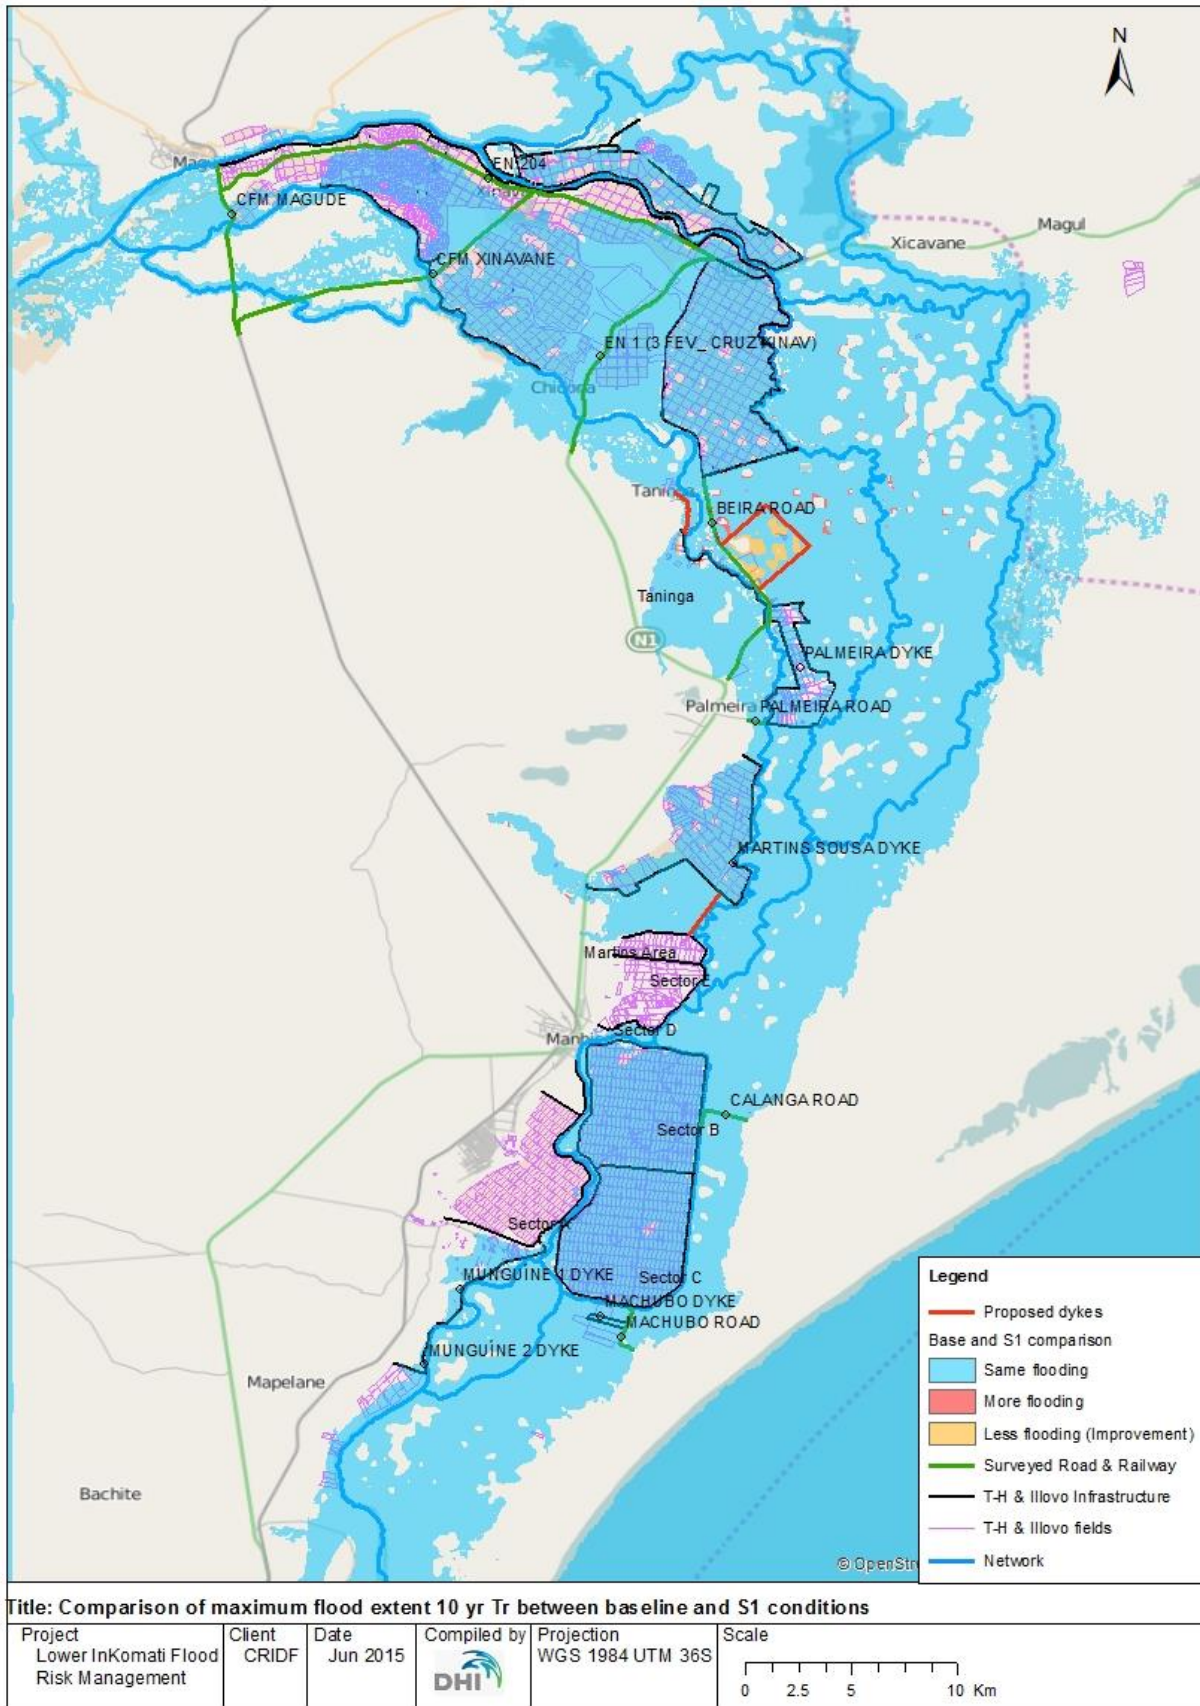 N
EN 204
CFM MAGUDE
Xicavane
Magul
CFM XINAVANE
EN 1 (3 FEV_ CRUZ XINAV)
BEIRA ROAD
Taninga
N1
PALMEIRA DYKE
Palmeira
PALMEIRA ROAD
MARTINS SOUSA DYKE
Martins Area
Sector E
Sector D
CALANGA ROAD
Sector B
Sector A
MUNGUINE 1 DYKE
Sector C
MACHUBO DYKE
MACHUBO ROAD
MUNGUINE 2 DYKE
Mapelane
Bachite
Legend
Proposed dykes
Base and S1 comparison
Same flooding
More flooding
Less flooding (Improvement)
Surveyed Road & Railway
T-H & Illovo Infrastructure
T-H & Illovo fields
Network
Title: Comparison of maximum flood extent 10 yr Tr between baseline and S1 conditions
Project
Lower InKomati Flood
Risk Management
Client
CRIDF
Date
Jun 2015
Compiled by
DHI
Projection
WGS 1984 UTM 36S
Scale
0 2.5 5 10 Km